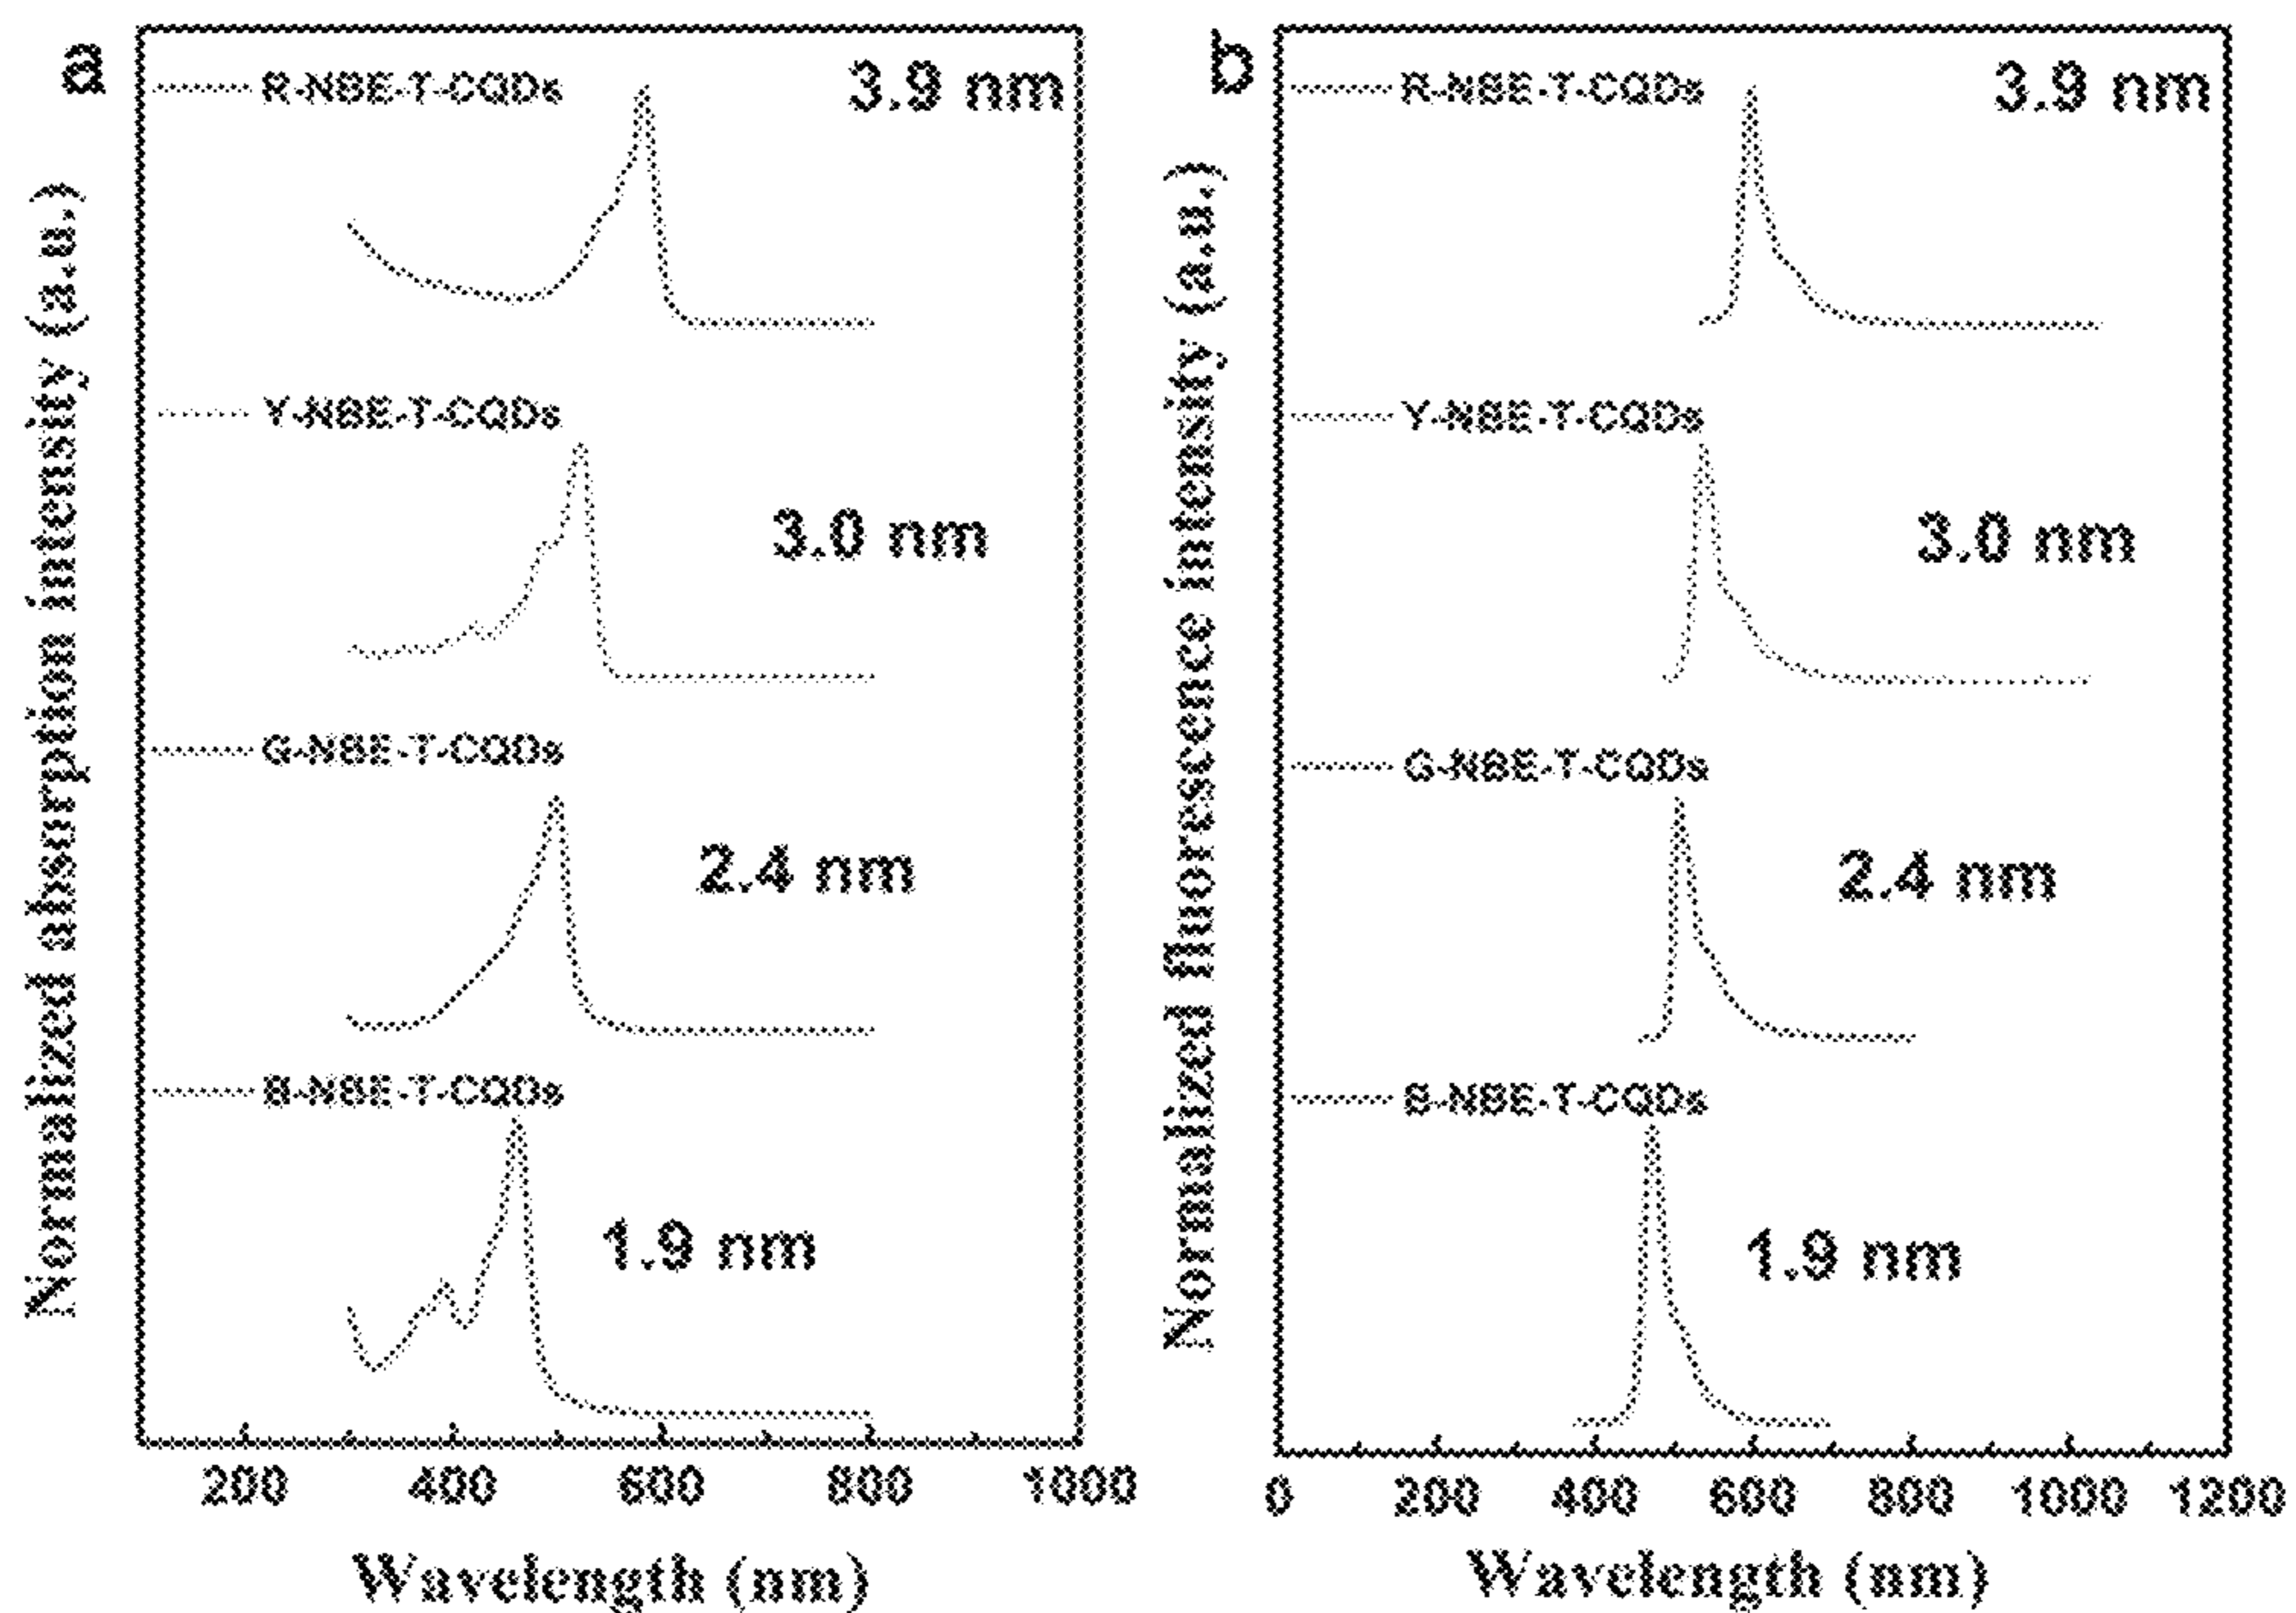 a
R-NBE-T-CQDs
3.9 nm
Y-NBE-T-CQDs
3.0 nm
G-NBE-T-CQDs
2.4 nm
B-NBE-T-CQDs
1.9 nm
Normalized absorption intensity (a.u.)
200 400 600 800 1000
Wavelength (nm)
b
R-NBE-T-CQDs
3.9 nm
Y-NBE-T-CQDs
3.0 nm
G-NBE-T-CQDs
2.4 nm
B-NBE-T-CQDs
1.9 nm
Normalized fluorescence intensity (a.u.)
0 200 400 600 800 1000 1200
Wavelength (nm)